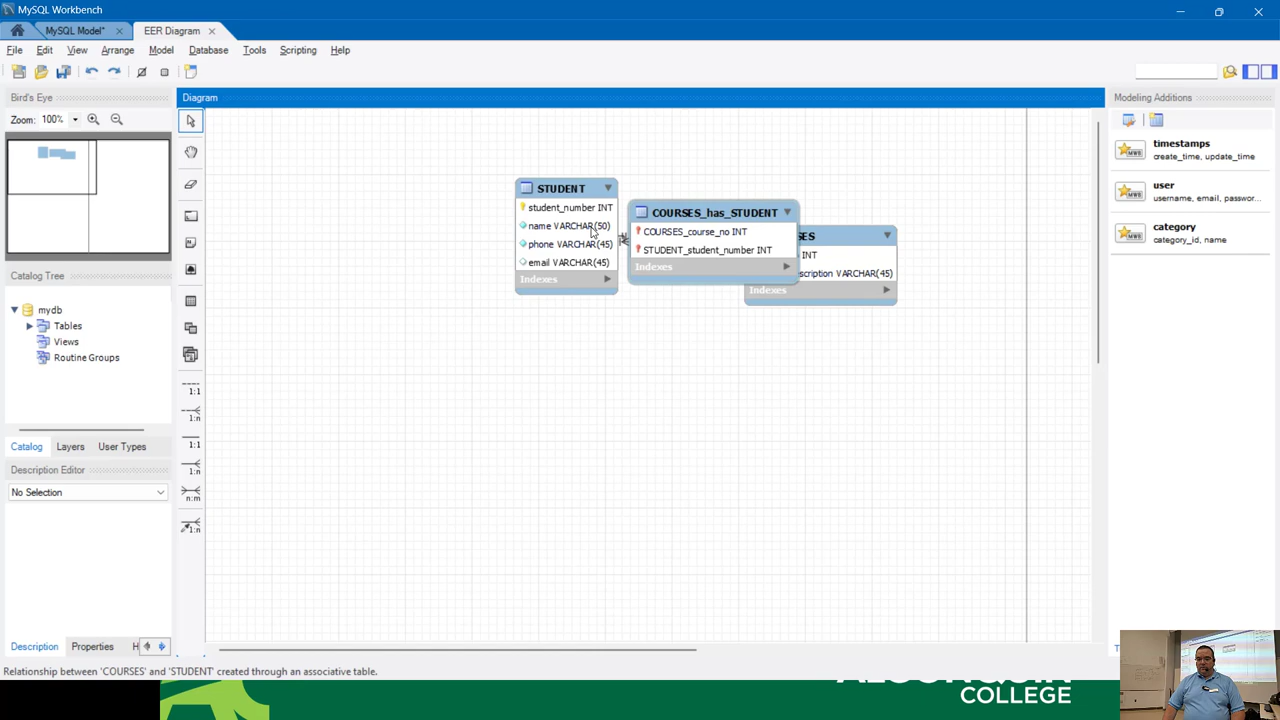 MySQL Workbench
MySQL Model*
EER Diagram
File Edit View Arrange Model Database Tools Scripting Help
Bird's Eye
Zoom: 100%
Catalog Tree
mydb
Tables
Views
Routine Groups
Catalog Layers User Types
Description Editor
No Selection
Description Properties H
Diagram
1:1
1:n
1:1
1:n
n:m
1:n
STUDENT
student_number INT
name VARCHAR(50)
phone VARCHAR(45)
email VARCHAR(45)
Indexes
COURSES_has_STUDENT
COURSES_course_no INT
STUDENT_student_number INT
Indexes
SES
INT
scription VARCHAR(45)
Indexes
Modeling Additions
timestamps
create_time, update_time
user
username, email, passwor...
category
category_id, name
Relationship between 'COURSES' and 'STUDENT' created through an associative table.
COLLEGE